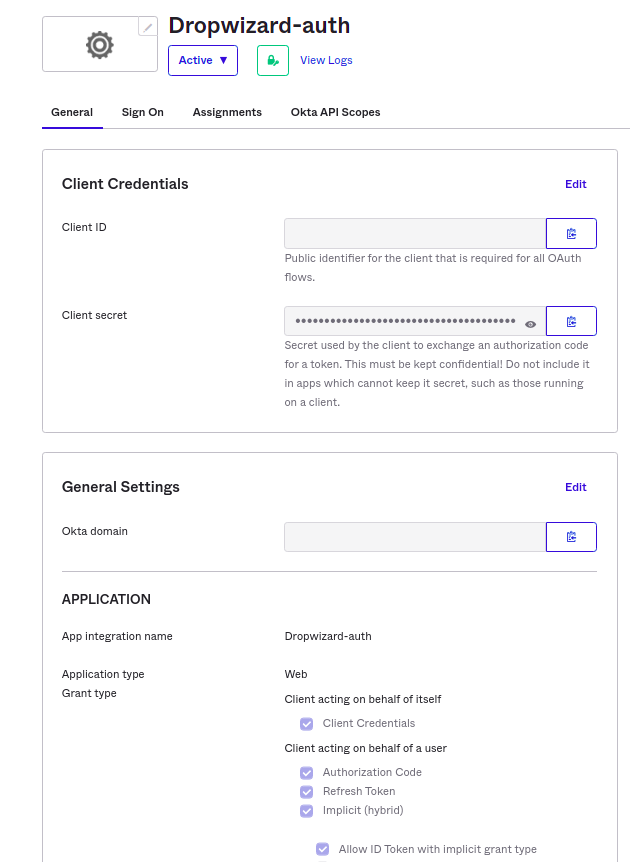 Dropwizard-auth
Active ▼
View Logs
General Sign On Assignments Okta API Scopes
Client Credentials Edit
Client ID
Public identifier for the client that is required for all OAuth
flows.
Client secret ••••••••••••••••••••••••••••••••••••••
Secret used by the client to exchange an authorization code
for a token. This must be kept confidential! Do not include it
in apps which cannot keep it secret, such as those running
on a client.
General Settings Edit
Okta domain
APPLICATION
App integration name Dropwizard-auth
Application type Web
Grant type
Client acting on behalf of itself
Client Credentials
Client acting on behalf of a user
Authorization Code
Refresh Token
Implicit (hybrid)
Allow ID Token with implicit grant type